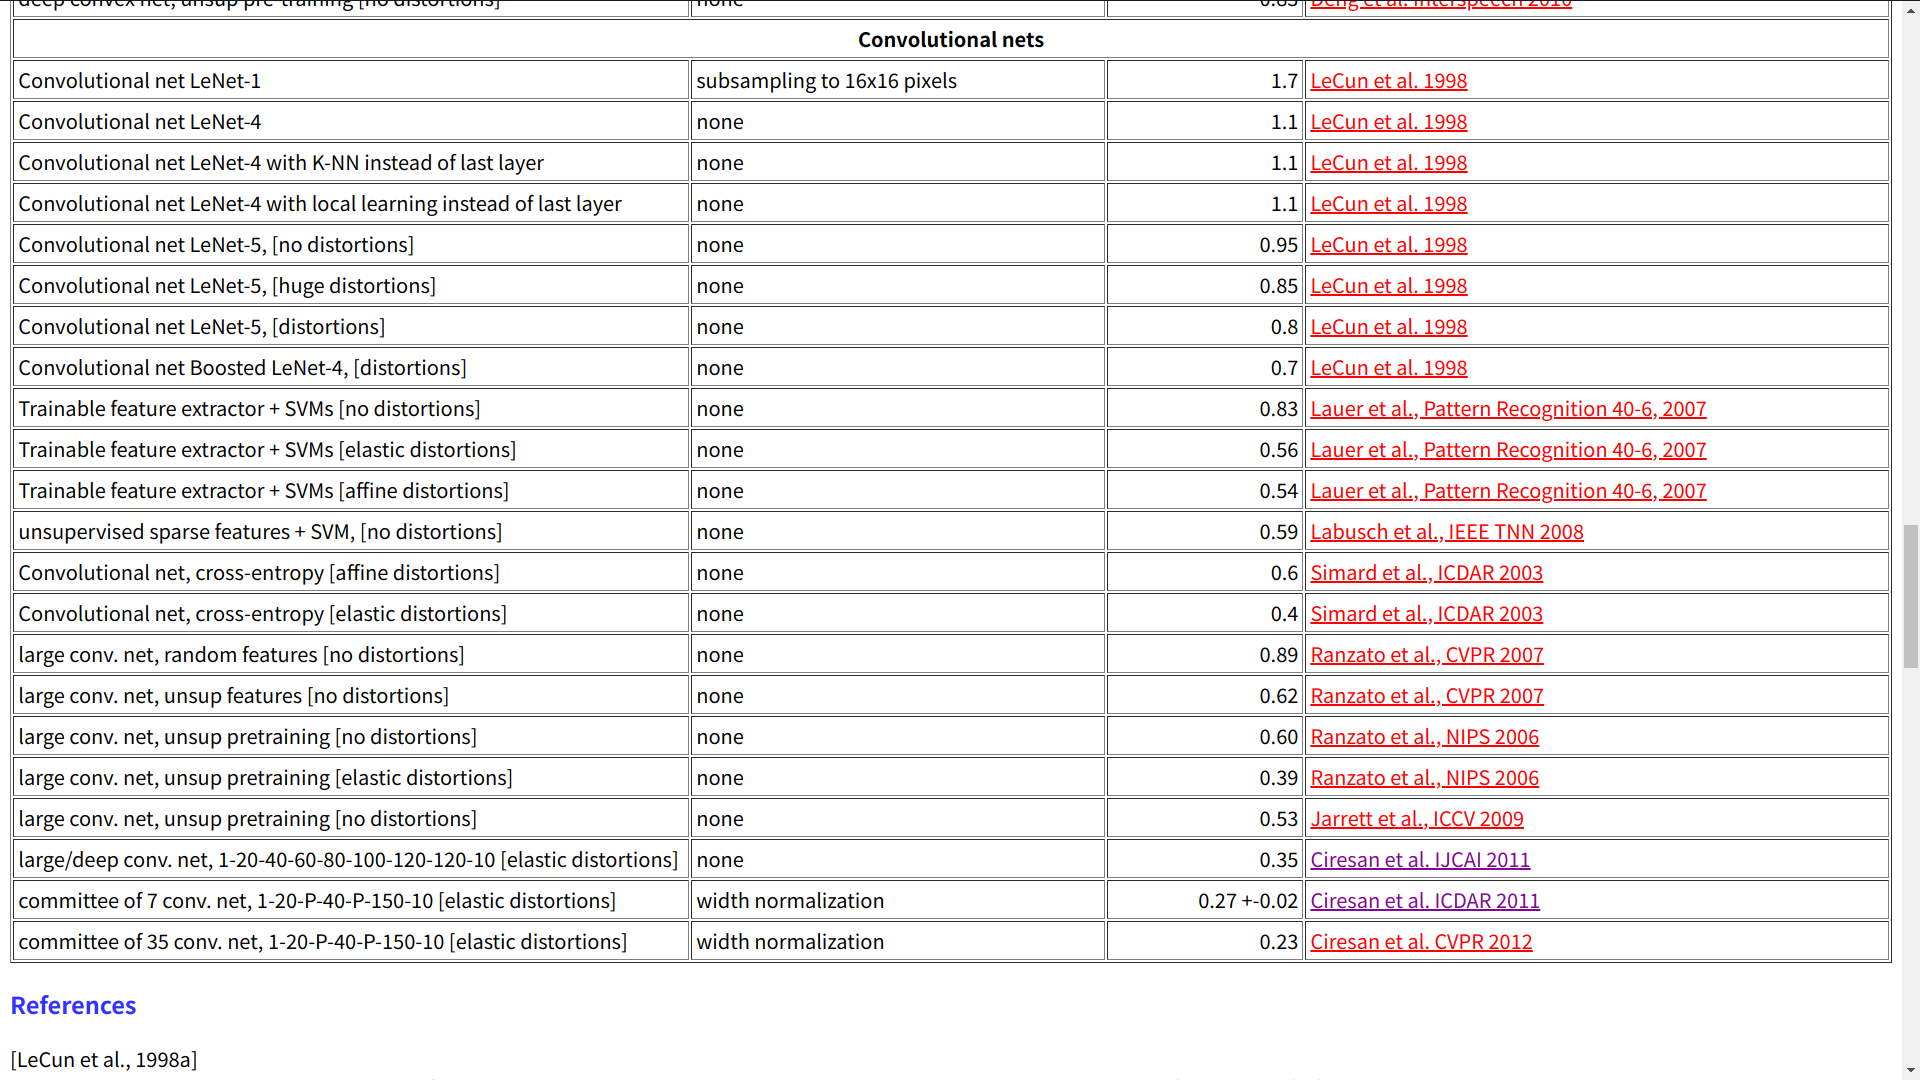 deep convex net, unsup pre-training [no distortions] none 0.83 Deng et al. Interspeech 2010
Convolutional nets
Convolutional net LeNet-1 subsampling to 16x16 pixels 1.7 LeCun et al. 1998
Convolutional net LeNet-4 none 1.1 LeCun et al. 1998
Convolutional net LeNet-4 with K-NN instead of last layer none 1.1 LeCun et al. 1998
Convolutional net LeNet-4 with local learning instead of last layer none 1.1 LeCun et al. 1998
Convolutional net LeNet-5, [no distortions] none 0.95 LeCun et al. 1998
Convolutional net LeNet-5, [huge distortions] none 0.85 LeCun et al. 1998
Convolutional net LeNet-5, [distortions] none 0.8 LeCun et al. 1998
Convolutional net Boosted LeNet-4, [distortions] none 0.7 LeCun et al. 1998
Trainable feature extractor + SVMs [no distortions] none 0.83 Lauer et al., Pattern Recognition 40-6, 2007
Trainable feature extractor + SVMs [elastic distortions] none 0.56 Lauer et al., Pattern Recognition 40-6, 2007
Trainable feature extractor + SVMs [affine distortions] none 0.54 Lauer et al., Pattern Recognition 40-6, 2007
unsupervised sparse features + SVM, [no distortions] none 0.59 Labusch et al., IEEE TNN 2008
Convolutional net, cross-entropy [affine distortions] none 0.6 Simard et al., ICDAR 2003
Convolutional net, cross-entropy [elastic distortions] none 0.4 Simard et al., ICDAR 2003
large conv. net, random features [no distortions] none 0.89 Ranzato et al., CVPR 2007
large conv. net, unsup features [no distortions] none 0.62 Ranzato et al., CVPR 2007
large conv. net, unsup pretraining [no distortions] none 0.60 Ranzato et al., NIPS 2006
large conv. net, unsup pretraining [elastic distortions] none 0.39 Ranzato et al., NIPS 2006
large conv. net, unsup pretraining [no distortions] none 0.53 Jarrett et al., ICCV 2009
large/deep conv. net, 1-20-40-60-80-100-120-120-10 [elastic distortions] none 0.35 Ciresan et al. IJCAI 2011
committee of 7 conv. net, 1-20-P-40-P-150-10 [elastic distortions] width normalization 0.27 +-0.02 Ciresan et al. ICDAR 2011
committee of 35 conv. net, 1-20-P-40-P-150-10 [elastic distortions] width normalization 0.23 Ciresan et al. CVPR 2012
References
[LeCun et al., 1998a]